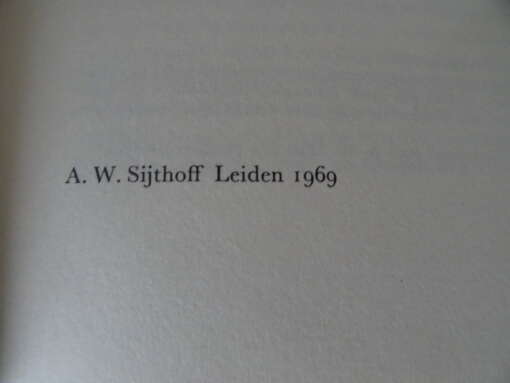 A. W. Sijthoff Leiden 1969